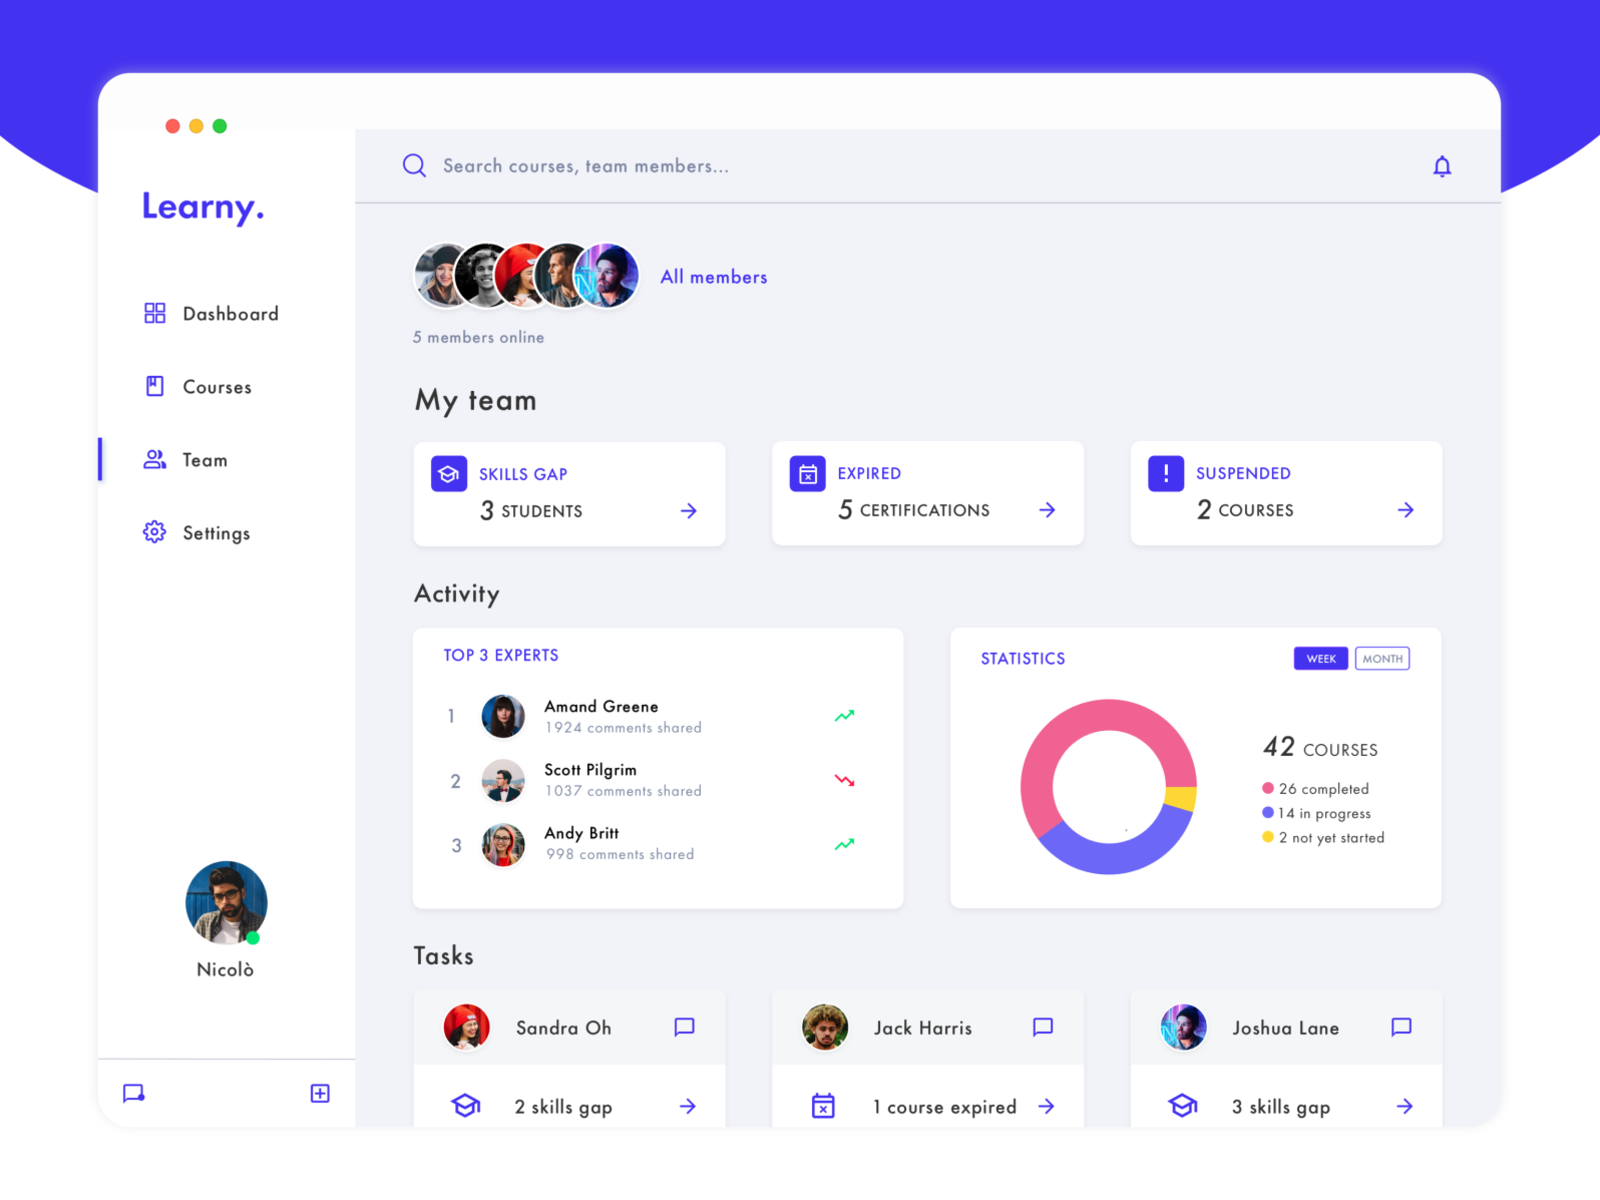 Learny.
Dashboard
Courses
Team
Settings
Nicolò
Search courses, team members...
All members
5 members online
My team
SKILLS GAP
3 STUDENTS
EXPIRED
5 CERTIFICATIONS
SUSPENDED
2 COURSES
Activity
TOP 3 EXPERTS
1
Amand Greene
1924 comments shared
2
Scott Pilgrim
1037 comments shared
3
Andy Britt
998 comments shared
STATISTICS
WEEK
MONTH
42 COURSES
26 completed
14 in progress
2 not yet started
Tasks
Sandra Oh
2 skills gap
Jack Harris
1 course expired
Joshua Lane
3 skills gap